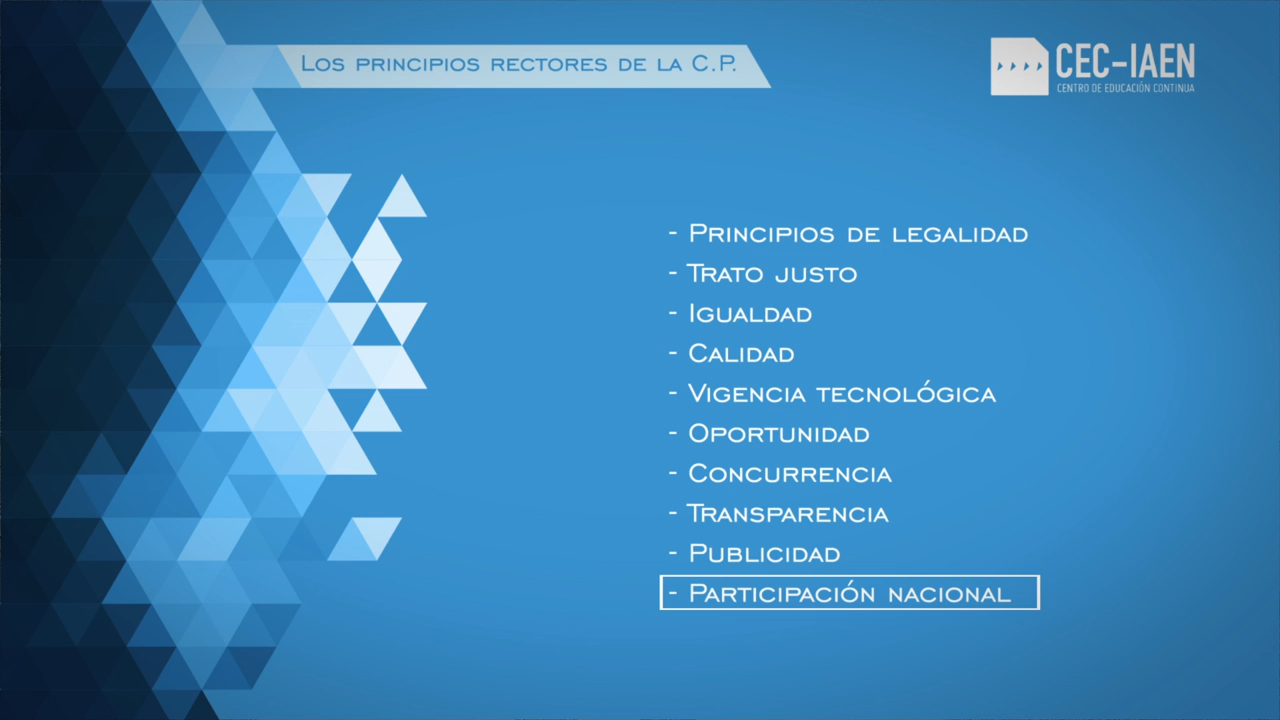 Los principios rectores de la C.P.
CEC-IAEN
CENTRO DE EDUCACIÓN CONTINUA
- Principios de legalidad
- Trato justo
- Igualdad
- Calidad
- Vigencia tecnológica
- Oportunidad
- Concurrencia
- Transparencia
- Publicidad
- Participación nacional